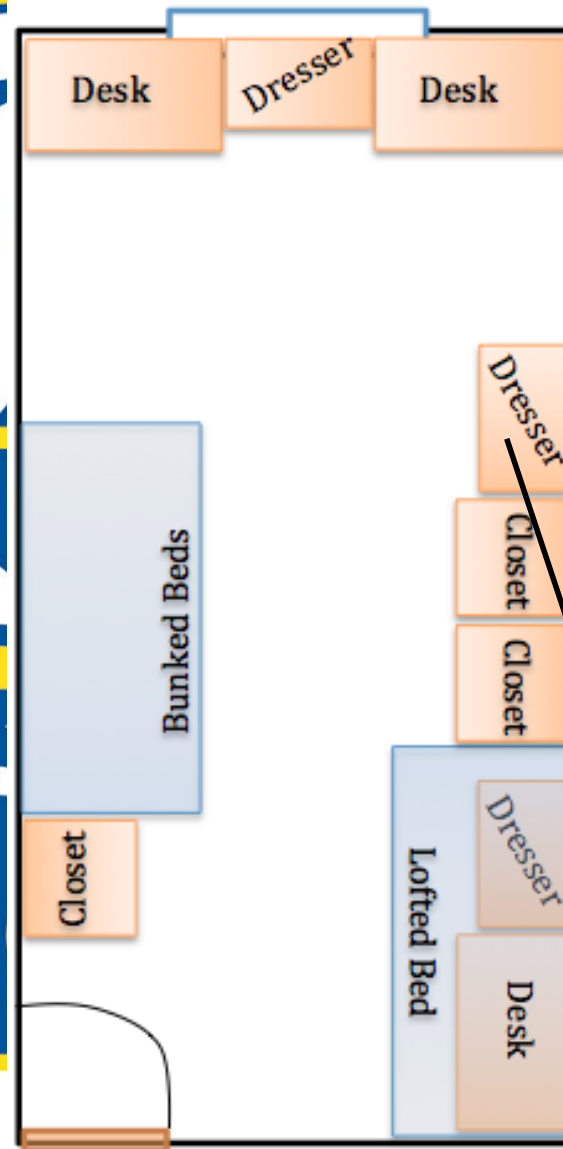 Desk
Dresser
Desk
Dresser
Closet
Bunked Beds
Closet
Dresser
Closet
Lofted Bed
Desk